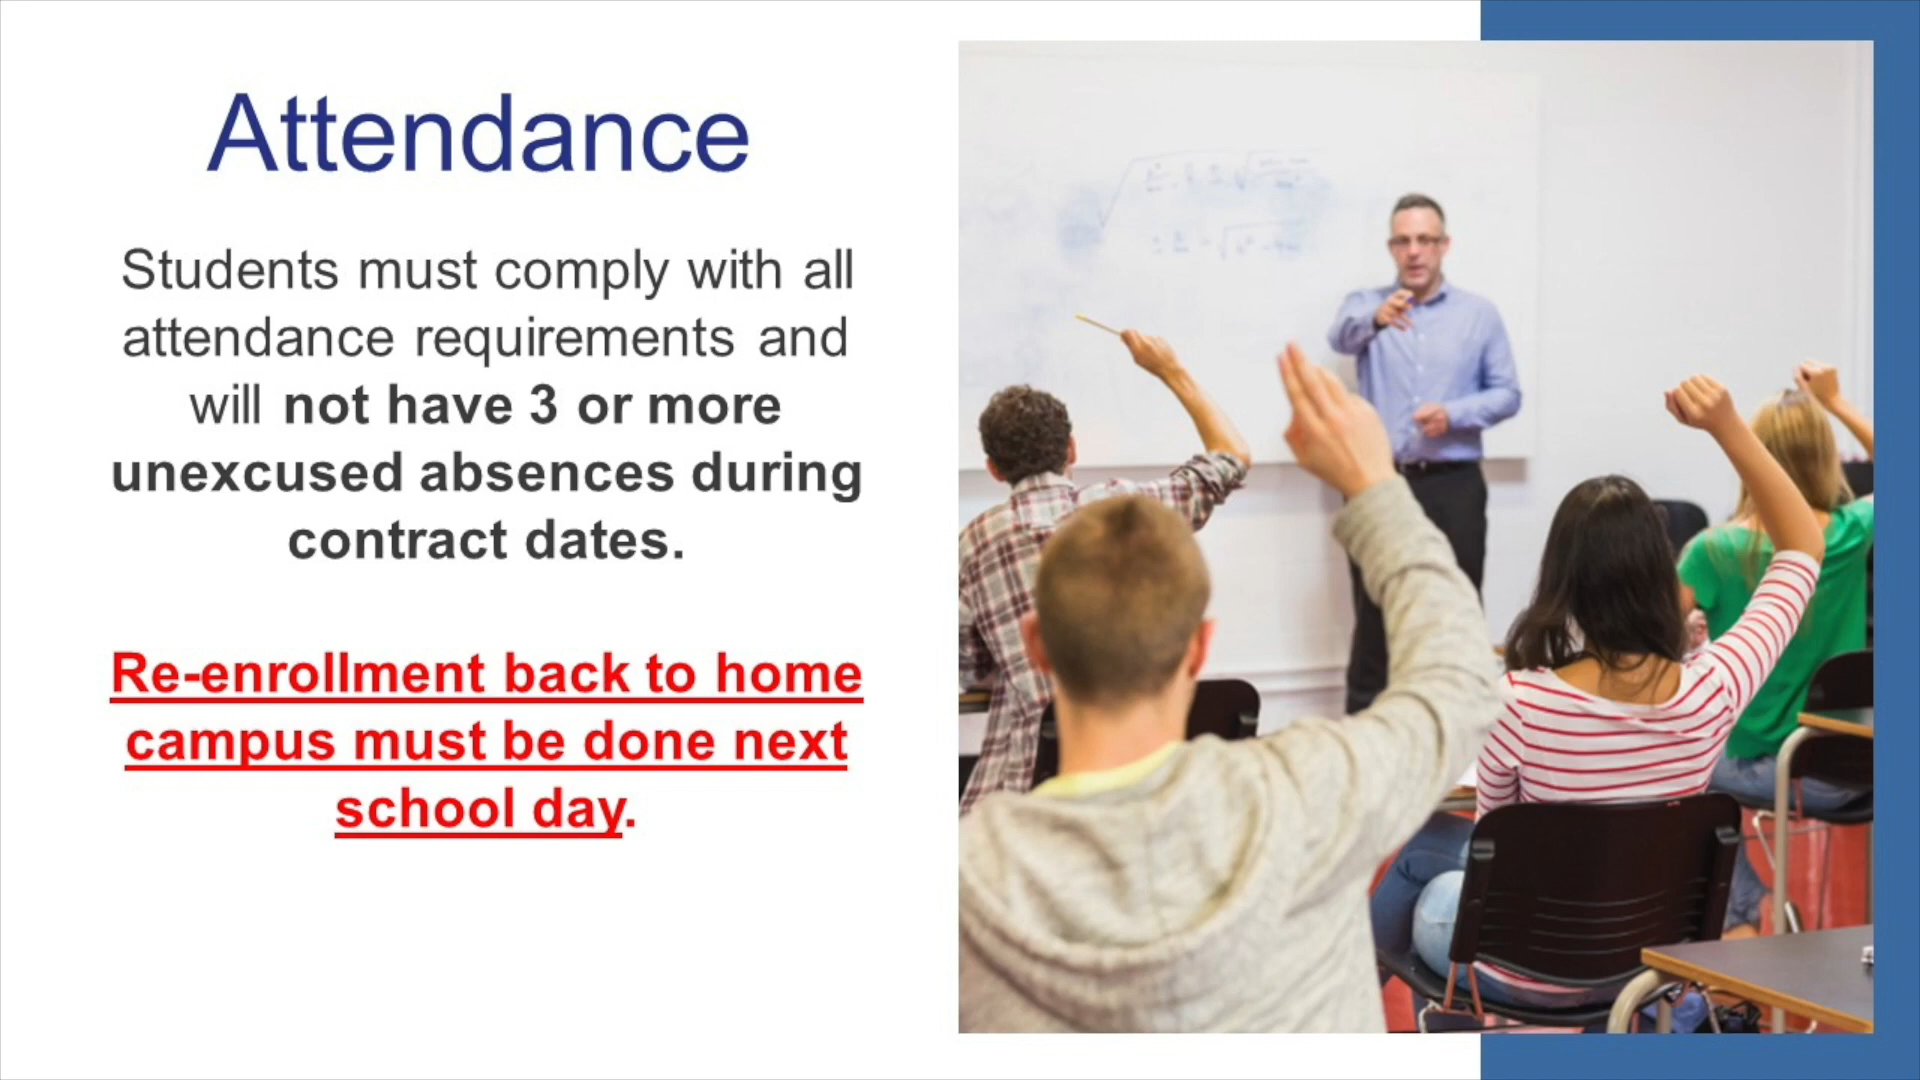 Attendance
Students must comply with all
attendance requirements and
will not have 3 or more
unexcused absences during
contract dates.
Re-enrollment back to home
campus must be done next
school day.